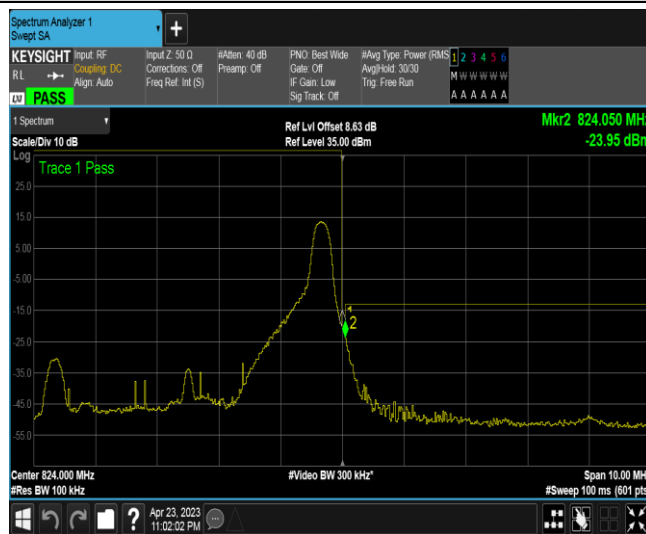 Spectrum Analyzer 1
Swept SA
KEYSIGHT
RL
LXI PASS
Input: RF
Coupling: DC
Align: Auto
Input Z: 50 Ω
Corrections: Off
Freq Ref: Int (S)
#Atten: 40 dB
Preamp: Off
PNO: Best Wide
Gate: Off
IF Gain: Low
Sig Track: Off
#Avg Type: Power (RMS
Avg|Hold: 30/30
Trig: Free Run
1 2 3 4 5 6
M W W W W W
A A A A A A
1 Spectrum
Scale/Div 10 dB
Ref Lvl Offset 8.63 dB
Ref Level 35.00 dBm
Mkr2 824.050 MHz
-23.95 dBm
Log
Trace 1 Pass
25.0
15.0
5.00
-5.00
-15.0
-25.0
-35.0
-45.0
-55.0
1
2
Center 824.000 MHz
#Res BW 100 kHz
#Video BW 300 kHz*
Span 10.00 MH
#Sweep 100 ms (601 pts
Apr 23, 2023
11:02:02 PM